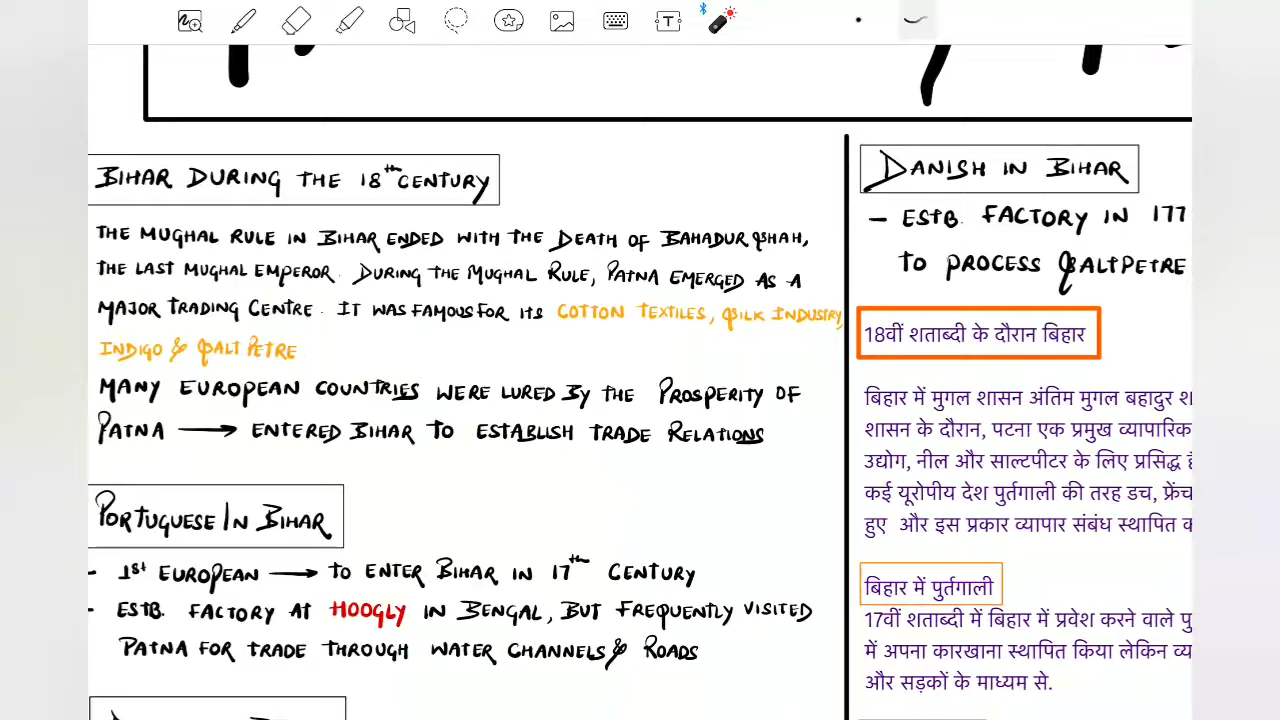 BIHAR DURING THE 18th CENTURY
THE MUGHAL RULE IN BIHAR ENDED WITH THE DEATH OF BAHADUR SHAH,
THE LAST MUGHAL EMPEROR. DURING THE MUGHAL RULE, PATNA EMERGED AS A
MAJOR TRADING CENTRE. IT WAS FAMOUS FOR ITS COTTON TEXTILES, SILK INDUSTRY,
INDIGO & SALT PETRE
MANY EUROPEAN COUNTRIES WERE LURED BY THE PROSPERITY OF
PATNA → ENTERED BIHAR TO ESTABLISH TRADE RELATIONS
PORTUGUESE IN BIHAR
- 1st EUROPEAN → TO ENTER BIHAR IN 17th CENTURY
- ESTB. FACTORY AT HOOGLY IN BENGAL, BUT FREQUENTLY VISITED
PATNA FOR TRADE THROUGH WATER CHANNELS & ROADS
DANISH IN BIHAR
- ESTB. FACTORY IN 177
TO PROCESS SALTPETRE
18वीं शताब्दी के दौरान बिहार
बिहार में मुगल शासन अंतिम मुगल बहादुर
शासन के दौरान, पटना एक प्रमुख व्यापारिक
उद्योग, नील और साल्टपीटर के लिए प्रसिद्ध
कई यूरोपीय देश पुर्तगाली की तरह डच, फ्रेंच
हुए और इस प्रकार व्यापार संबंध स्थापित
बिहार में पुर्तगाली
17वीं शताब्दी में बिहार में प्रवेश करने वाले
में अपना कारखाना स्थापित किया लेकिन
और सड़कों के माध्यम से.